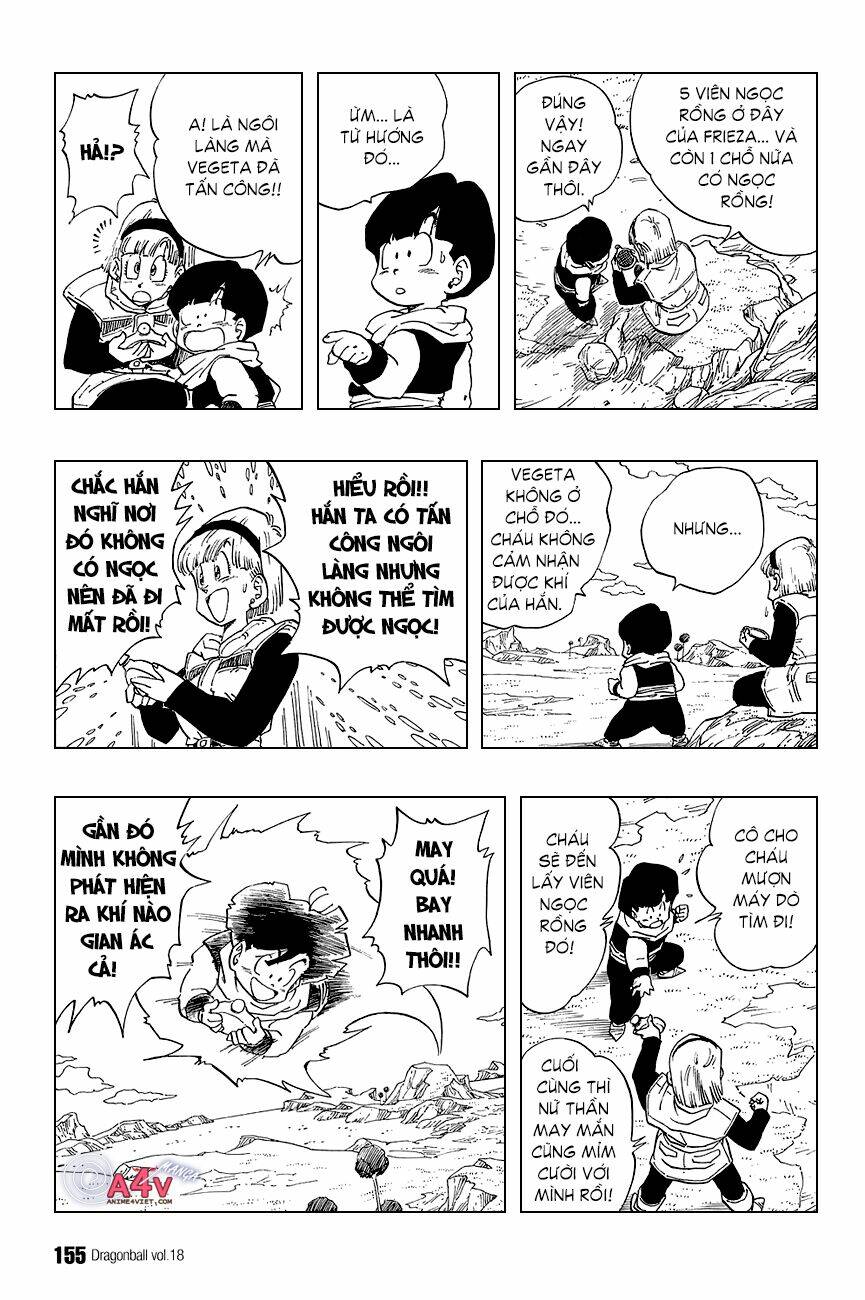 5 VIÊN NGỌC
RỒNG Ở ĐÂY
CỦA FRIEZA... VÀ
CÒN 1 CHỖ NỮA
CÓ NGỌC
RỒNG!
ĐÚNG
VẬY!
NGAY
GẦN ĐÂY
THÔI.
ỪM... LÀ
TỪ HƯỚNG
ĐÓ...
A! LÀ NGÔI
LÀNG MÀ
VEGETA ĐÀ
TẤN CÔNG!!
HẢ!?
NHƯNG...
VEGETA
KHÔNG Ở
CHỖ ĐÓ...
CHÁU KHÔNG
CẢM NHẬN
ĐƯỢC KHÍ
CỦA HẮN.
HIỂU RỒI!!
HẮN TA CÓ TẤN
CÔNG NGÔI
LÀNG NHƯNG
KHÔNG THỂ TÌM
ĐƯỢC NGỌC!
CHẮC HẮN
NGHĨ NƠI
ĐÓ KHÔNG
CÓ NGỌC
NÊN ĐÃ ĐI
MẤT RỒI!
CÔ CHO
CHÁU
MƯỢN
MÁY DÒ
TÌM ĐI!
CHÁU
SẼ ĐẾN
LẤY VIÊN
NGỌC
RỒNG
ĐÓ!
CUỐI
CÙNG THÌ
NỮ THẦN
MAY MẮN
CŨNG MỈM
CƯỜI VỚI
MÌNH RỒI!
MAY
QUÁ!
BAY
NHANH
THÔI!!
GẦN ĐÓ
MÌNH KHÔNG
PHÁT HIỆN
RA KHÍ NÀO
GIAN ÁC
CẢ!
MANGA
A4V
ANIME4VIET.COM
155 Dragonball vol.18